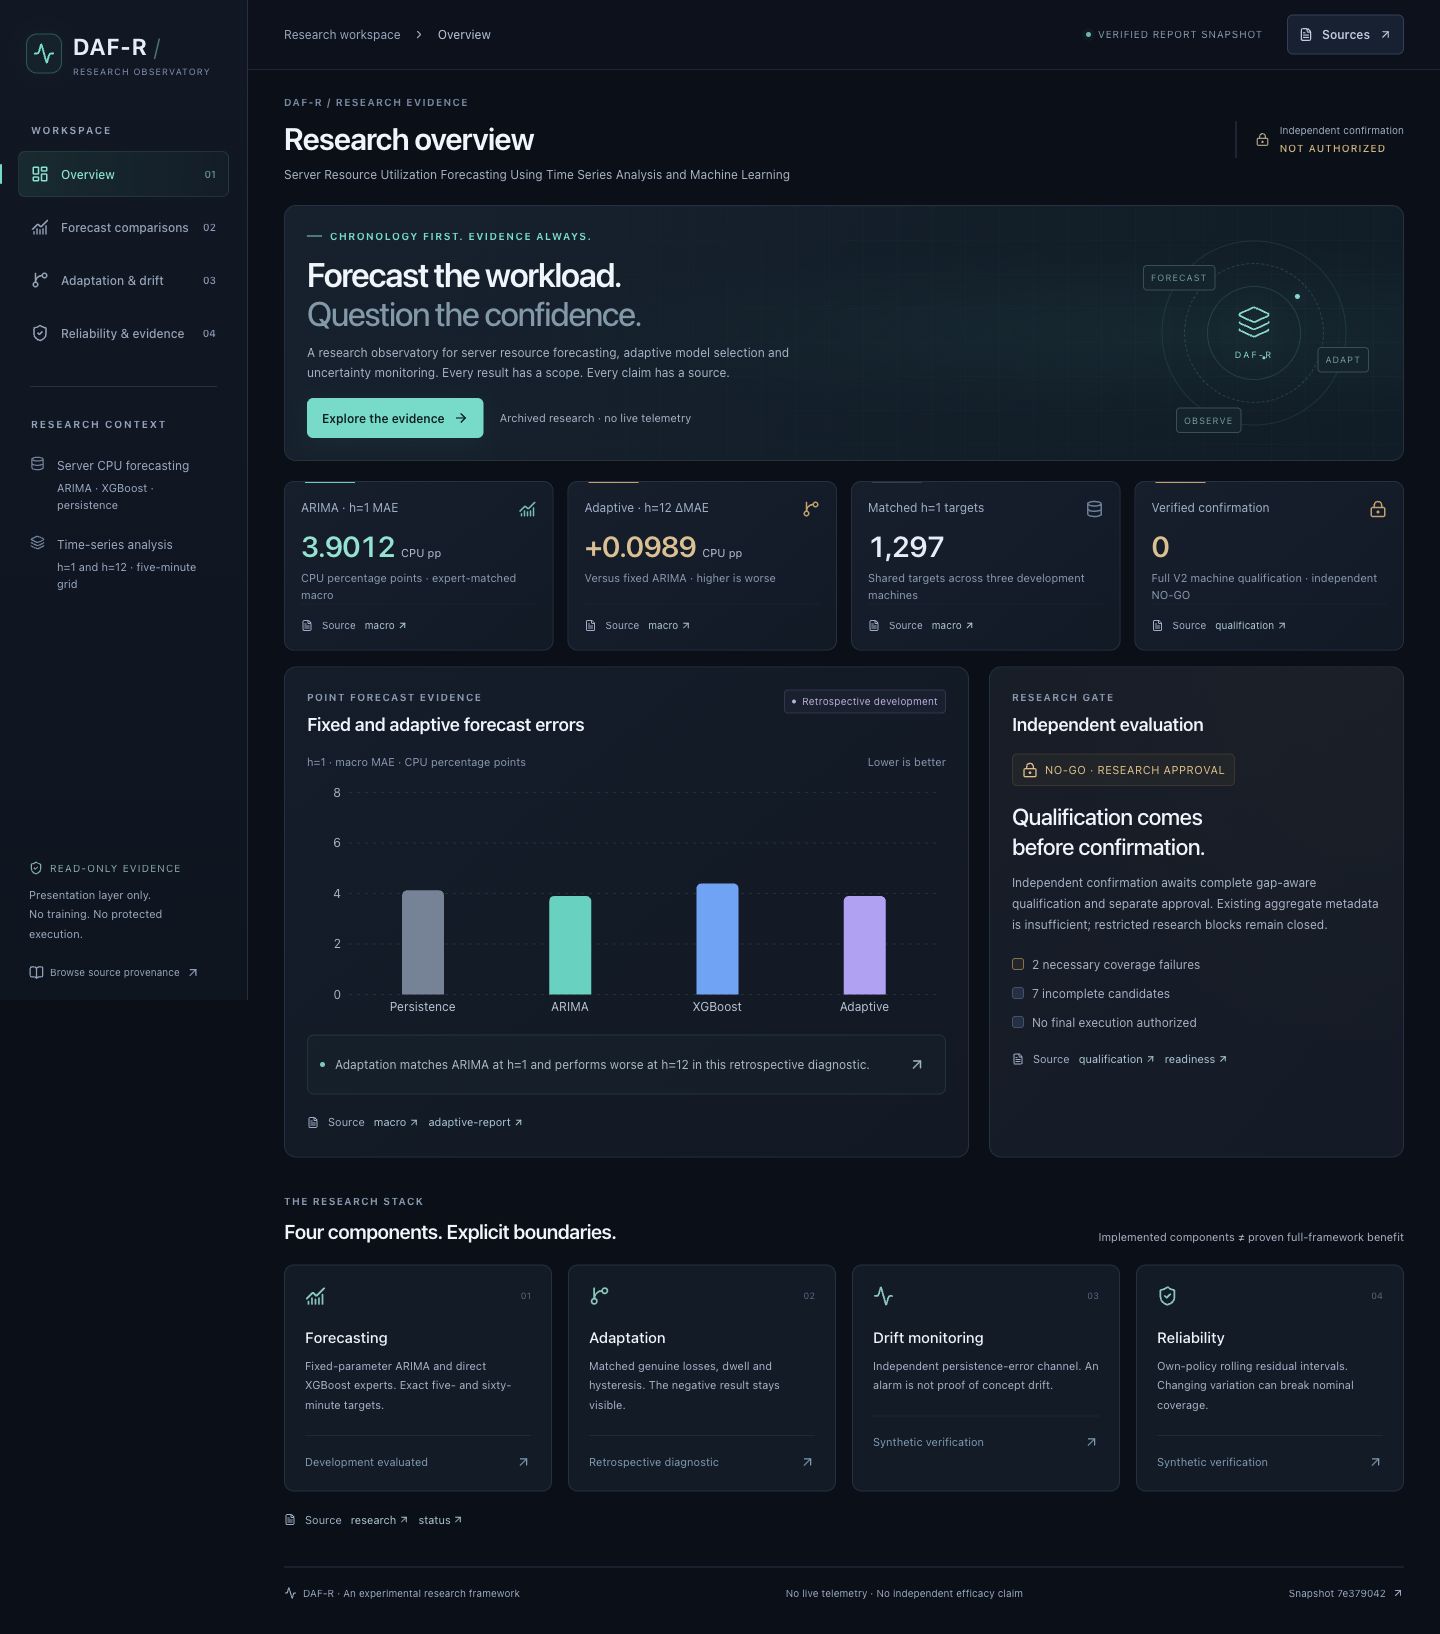 DAF-R /
RESEARCH OBSERVATORY
WORKSPACE
Overview 01
Forecast comparisons 02
Adaptation & drift 03
Reliability & evidence 04
RESEARCH CONTEXT
Server CPU forecasting
ARIMA · XGBoost ·
persistence
Time-series analysis
h=1 and h=12 · five-minute
grid
READ-ONLY EVIDENCE
Presentation layer only.
No training. No protected
execution.
Browse source provenance
Research workspace Overview
VERIFIED REPORT SNAPSHOT
Sources
DAF-R / RESEARCH EVIDENCE
Research overview
Server Resource Utilization Forecasting Using Time Series Analysis and Machine Learning
Independent confirmation
NOT AUTHORIZED
CHRONOLOGY FIRST. EVIDENCE ALWAYS.
Forecast the workload.
Question the confidence.
A research observatory for server resource forecasting, adaptive model selection and
uncertainty monitoring. Every result has a scope. Every claim has a source.
Explore the evidence
Archived research · no live telemetry
FORECAST
DAF-R
ADAPT
OBSERVE
ARIMA · h=1 MAE
3.9012 CPU pp
CPU percentage points · expert-matched
macro
Source macro
Adaptive · h=12 ΔMAE
+0.0989 CPU pp
Versus fixed ARIMA · higher is worse
Source macro
Matched h=1 targets
1,297
Shared targets across three development
machines
Source macro
Verified confirmation
0
Full V2 machine qualification · independent
NO-GO
Source qualification
POINT FORECAST EVIDENCE
Fixed and adaptive forecast errors
Retrospective development
h=1 · macro MAE · CPU percentage points
Lower is better
8
6
4
2
0
Persistence ARIMA XGBoost Adaptive
Adaptation matches ARIMA at h=1 and performs worse at h=12 in this retrospective diagnostic.
Source macro adaptive-report
RESEARCH GATE
Independent evaluation
NO-GO · RESEARCH APPROVAL
Qualification comes
before confirmation.
Independent confirmation awaits complete gap-aware
qualification and separate approval. Existing aggregate metadata
is insufficient; restricted research blocks remain closed.
2 necessary coverage failures
7 incomplete candidates
No final execution authorized
Source qualification readiness
THE RESEARCH STACK
Four components. Explicit boundaries.
Implemented components ≠ proven full-framework benefit
01
Forecasting
Fixed-parameter ARIMA and direct
XGBoost experts. Exact five- and sixty-
minute targets.
Development evaluated
02
Adaptation
Matched genuine losses, dwell and
hysteresis. The negative result stays
visible.
Retrospective diagnostic
03
Drift monitoring
Independent persistence-error channel. An
alarm is not proof of concept drift.
Synthetic verification
04
Reliability
Own-policy rolling residual intervals.
Changing variation can break nominal
coverage.
Synthetic verification
Source research status
DAF-R · An experimental research framework
No live telemetry · No independent efficacy claim
Snapshot 7e379042